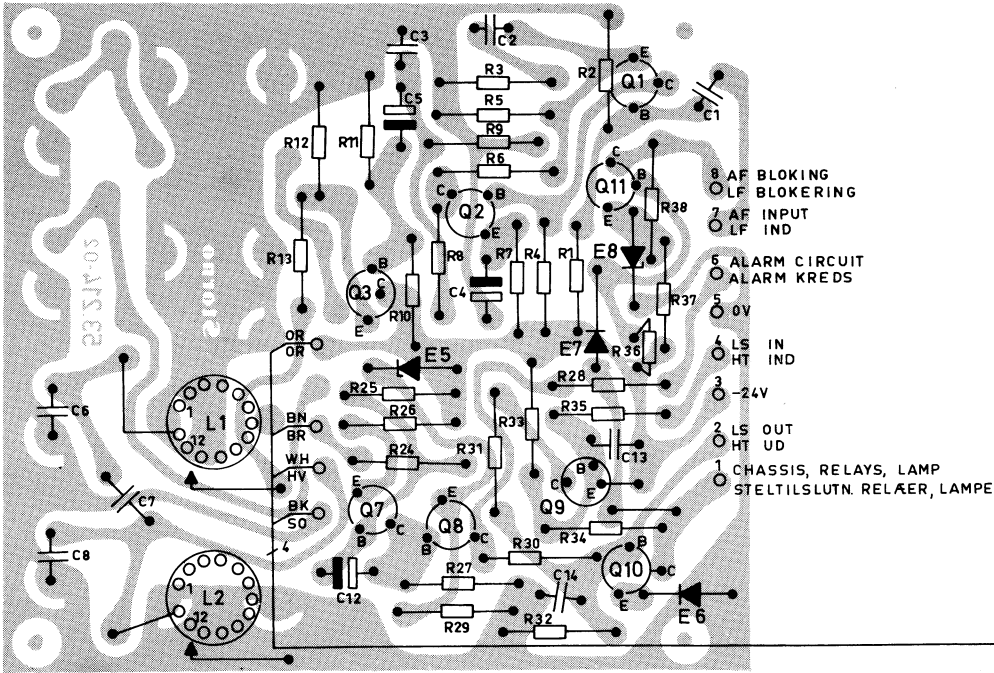 C3
C2
R3
R2
E
Q1
C
B
C1
C5
R5
R12
R11
R9
R6
C
B
Q2
E
C
Q11
B
E
R38
8 AF BLOKING
LF BLOKERING
7 AF INPUT
LF IND
R13
B
Q3
C
E
R10
R8
C4
R7
R4
R1
E8
R37
6 ALARM CIRCUIT
ALARM KREDS
5 0V
53214-02
Storno
E7
R36
4 LS IN
HT IND
OR
OR
E5
R25
R28
3 -24V
C6
1
L1
12
BN
BR
R26
R33
R35
2 LS OUT
HT UD
WH
HV
R24
R31
C13
1 CHASSIS, RELAYS, LAMP
STELTILSLUTN. RELÆER, LAMPE
C7
BK
SO
E
Q7
B
C
E
Q8
B
C
B
C
E
Q9
R34
C8
4
R30
B
Q10
C
E
1
L2
12
C12
R27
C14
R29
R32
E6